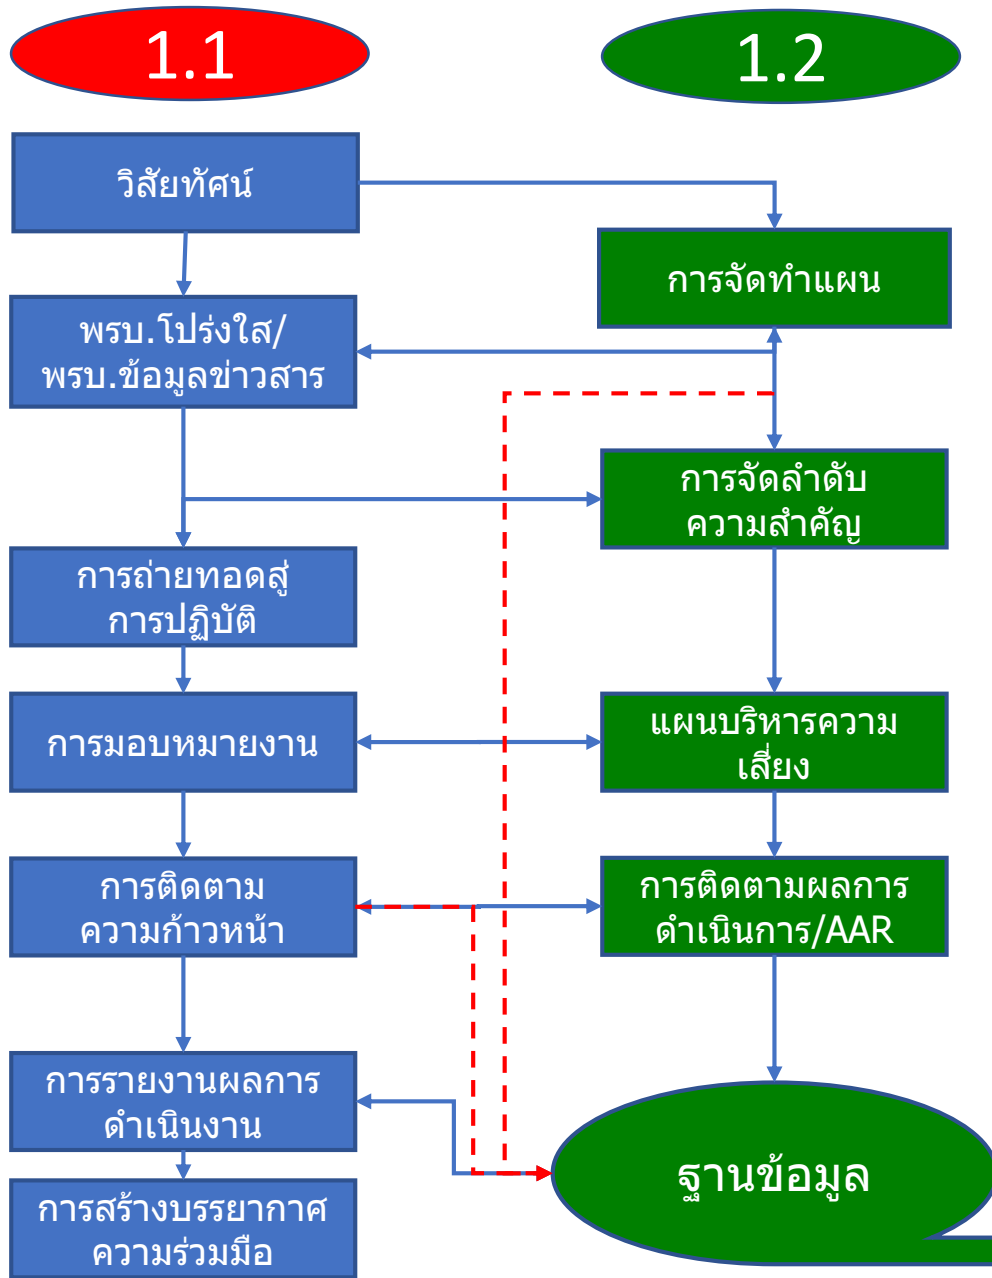 1.1
1.2
วิสัยทัศน์
การจัดทำแผน
พรบ.โปร่งใส/
พรบ.ข้อมูลข่าวสาร
การจัดลำดับ
ความสำคัญ
การถ่ายทอดสู่
การปฏิบัติ
การมอบหมายงาน
แผนบริหารความ
เสี่ยง
การติดตาม
ความก้าวหน้า
การติดตามผลการ
ดำเนินการ/AAR
การรายงานผลการ
ดำเนินงาน
ฐานข้อมูล
การสร้างบรรยากาศ
ความร่วมมือ